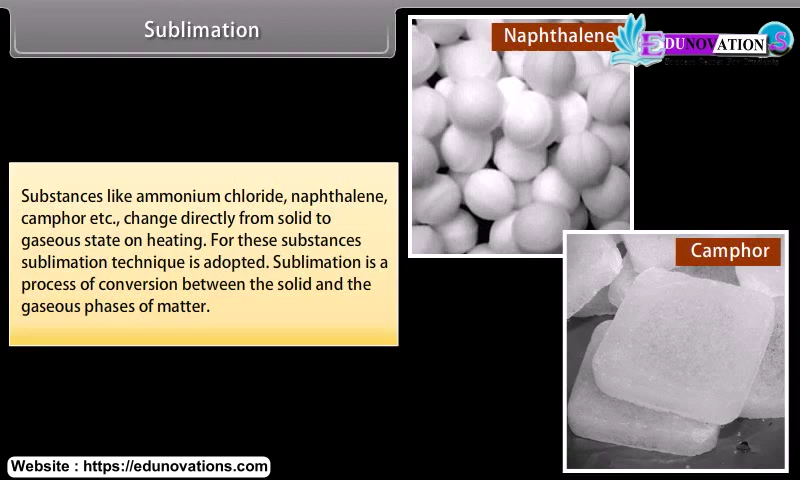 Sublimation
Naphthalene
EDUNOVATION
S
Substances like ammonium chloride, naphthalene,
camphor etc., change directly from solid to
gaseous state on heating. For these substances
sublimation technique is adopted. Sublimation is a
process of conversion between the solid and the
gaseous phases of matter.
Camphor
Website : https://edunovations.com